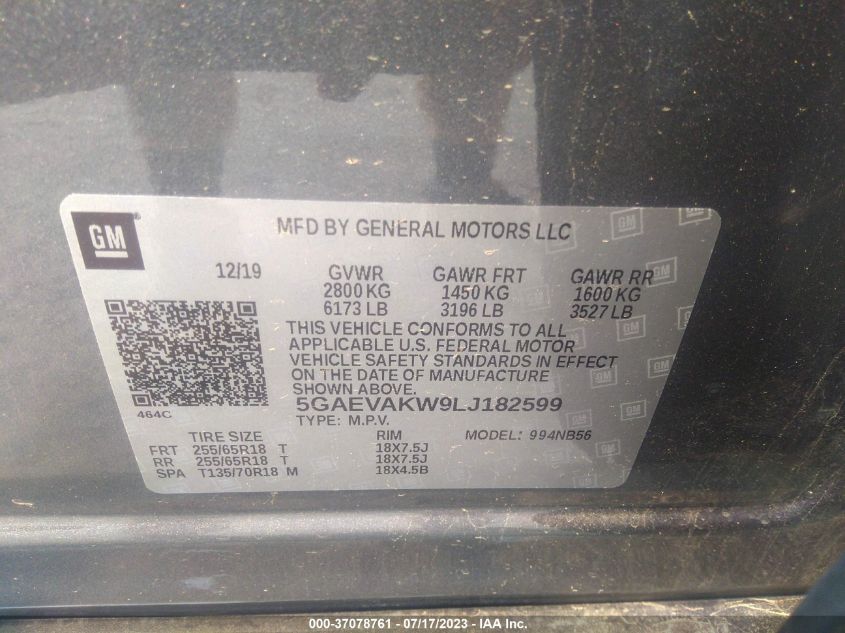 GM
MFD BY GENERAL MOTORS LLC
12/19 GVWR GAWR FRT GAWR RR
2800 KG 1450 KG 1600 KG
6173 LB 3196 LB 3527 LB
THIS VEHICLE CONFORMS TO ALL
APPLICABLE U.S. FEDERAL MOTOR
VEHICLE SAFETY STANDARDS IN EFFECT
ON THE DATE OF MANUFACTURE
SHOWN ABOVE.
464C
5GAEVAKW9LJ182599
TYPE: M.P.V. MODEL: 994NB56
TIRE SIZE RIM
FRT 255/65R18 T 18X7.5J
RR 255/65R18 T 18X7.5J
SPA T135/70R18 M 18X4.5B
000-37078761 - 07/17/2023 - IAA Inc.